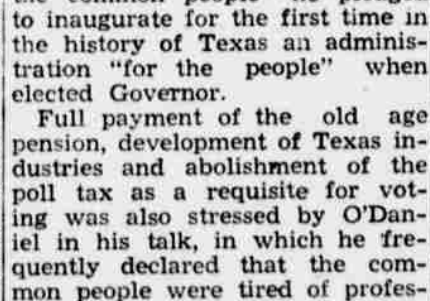 to inaugurate for the first time in
the history of Texas an adminis-
tration "for the people" when
elected Governor.
Full payment of the old age
pension, development of Texas in-
dustries and abolishment of the
poll tax as a requisite for vot-
ing was also stressed by O'Dan-
iel in his talk, in which he fre-
quently declared that the com-
mon people were tired of profes-